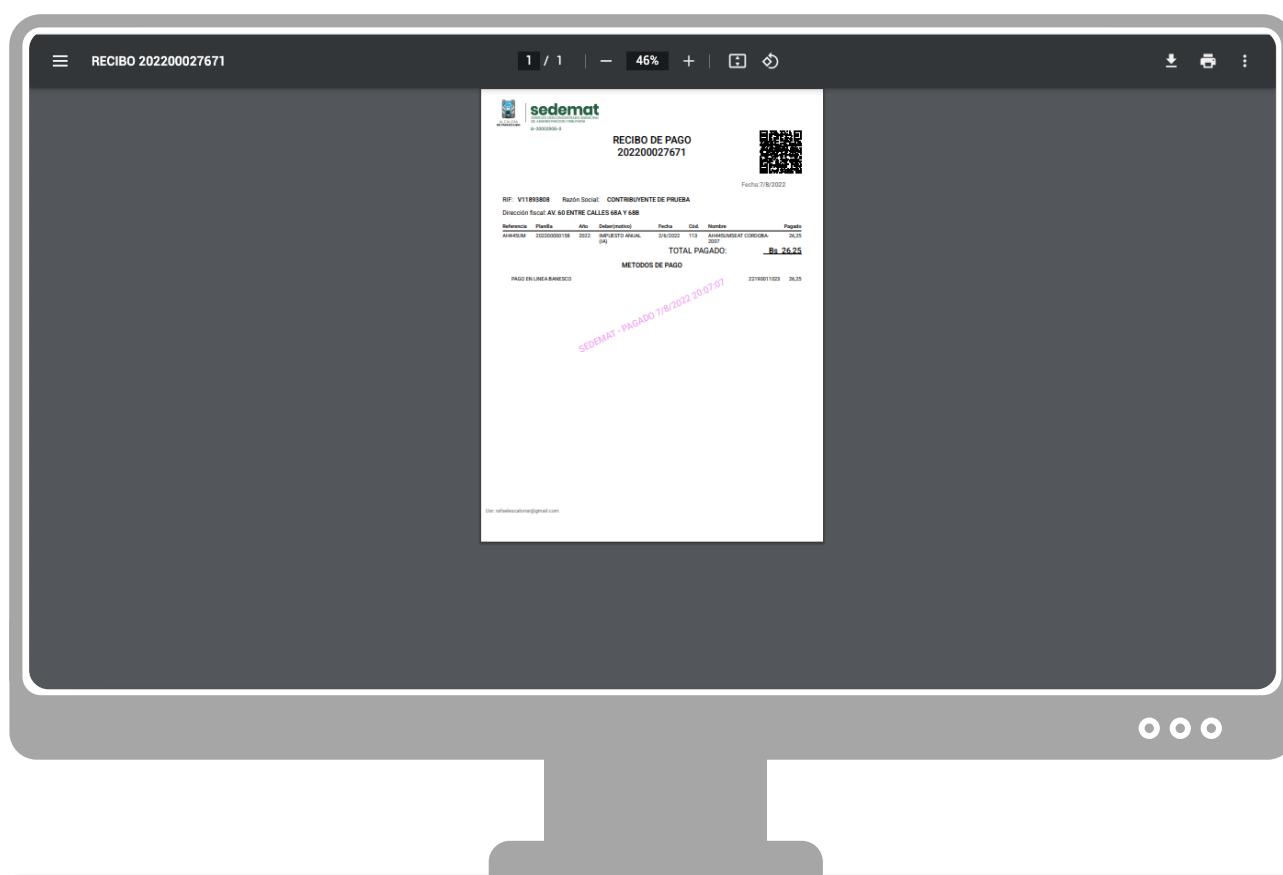 RECIBO 202200027671
1 / 1
46%
sedemat
RECIBO DE PAGO
202200027671
Fecha:7/8/2022
RIF: V11893808 Razón Social: CONTRIBUYENTE DE PRUEBA
Dirección fiscal: AV. 60 ENTRE CALLES 68A Y 68B
Referencia Planilla Año Deber(motivo) Fecha Cód. Nombre Pagado
AH445UM 202200000158 2022 IMPUESTO ANUAL 2/6/2022 113 AH445UMSEAT CORDOBA- 26,25
(IA) 2007
TOTAL PAGADO: Bs 26,25
METODOS DE PAGO
PAGO EN LINEA BANESCO 22190011023 26,25
SEDEMAT - PAGADO 7/8/2022 20:07:07